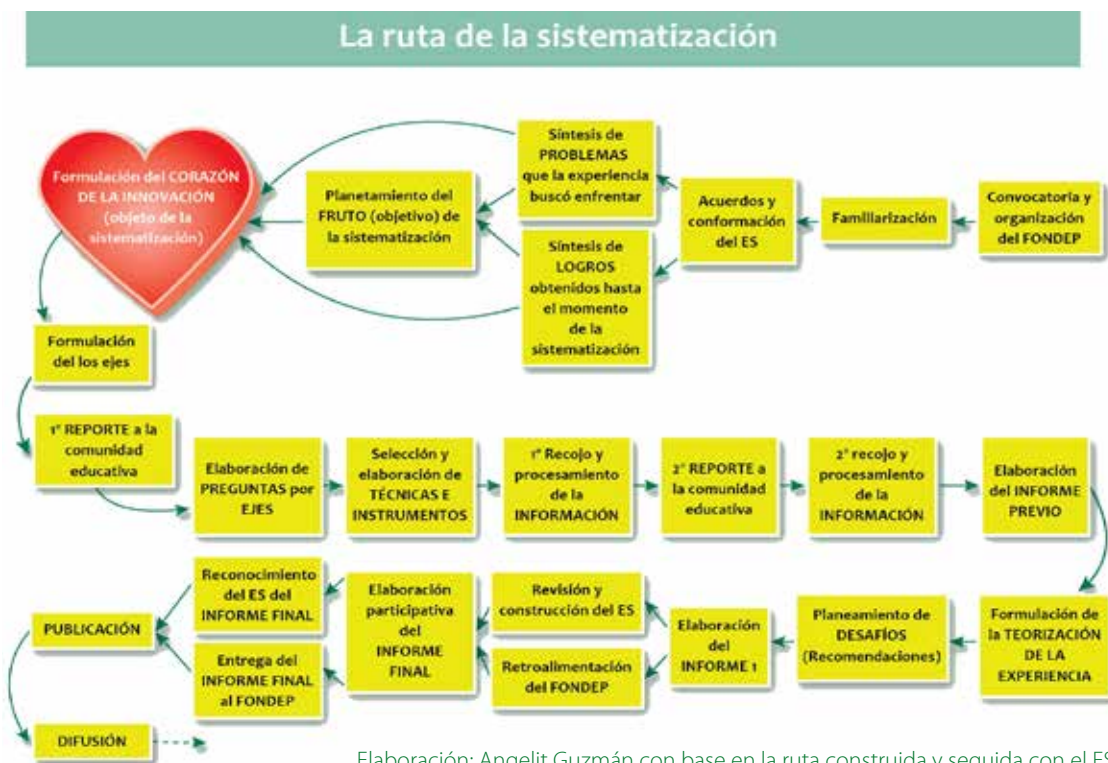 La ruta de la sistematización
Formulación del CORAZÓN
DE LA INNOVACIÓN
(objeto de la
sistematización)
Planetamiento del
FRUTO (objetivo) de
la sistematización
Síntesis de
PROBLEMAS
que la experiencia
buscó enfrentar
Síntesis de
LOGROS
obtenidos hasta
el momento
de la
sistematización
Acuerdos y
conformación
del ES
Familiarización
Convocatoria y
organización
del FONDEP
Formulación
del los ejes
1° REPORTE a la
comunidad
educativa
Elaboración de
PREGUNTAS por
EJES
Selección y
elaboración de
TÉCNICAS E
INSTRUMENTOS
1° Recojo y
procesamiento
de la
INFORMACIÓN
2° REPORTE a
la comunidad
educativa
2° recojo y
procesamiento
de la
INFORMACIÓN
Elaboración
del INFORME
PREVIO
Formulación de
la TEORIZACIÓN
DE LA
EXPERIENCIA
Planeamiento de
DESAFÍOS
(Recomendaciones)
Elaboración
del
INFORME 1
Revisión y
construcción del ES
Retroalimentación
del FONDEP
Elaboración
participativa
del
INFORME
FINAL
Reconocimiento
del ES del
INFORME FINAL
Entrega del
INFORME FINAL
al FONDEP
PUBLICACIÓN
DIFUSIÓN
Elaboración: Angelit Guzmán con base en la ruta construida y seguida con el ES